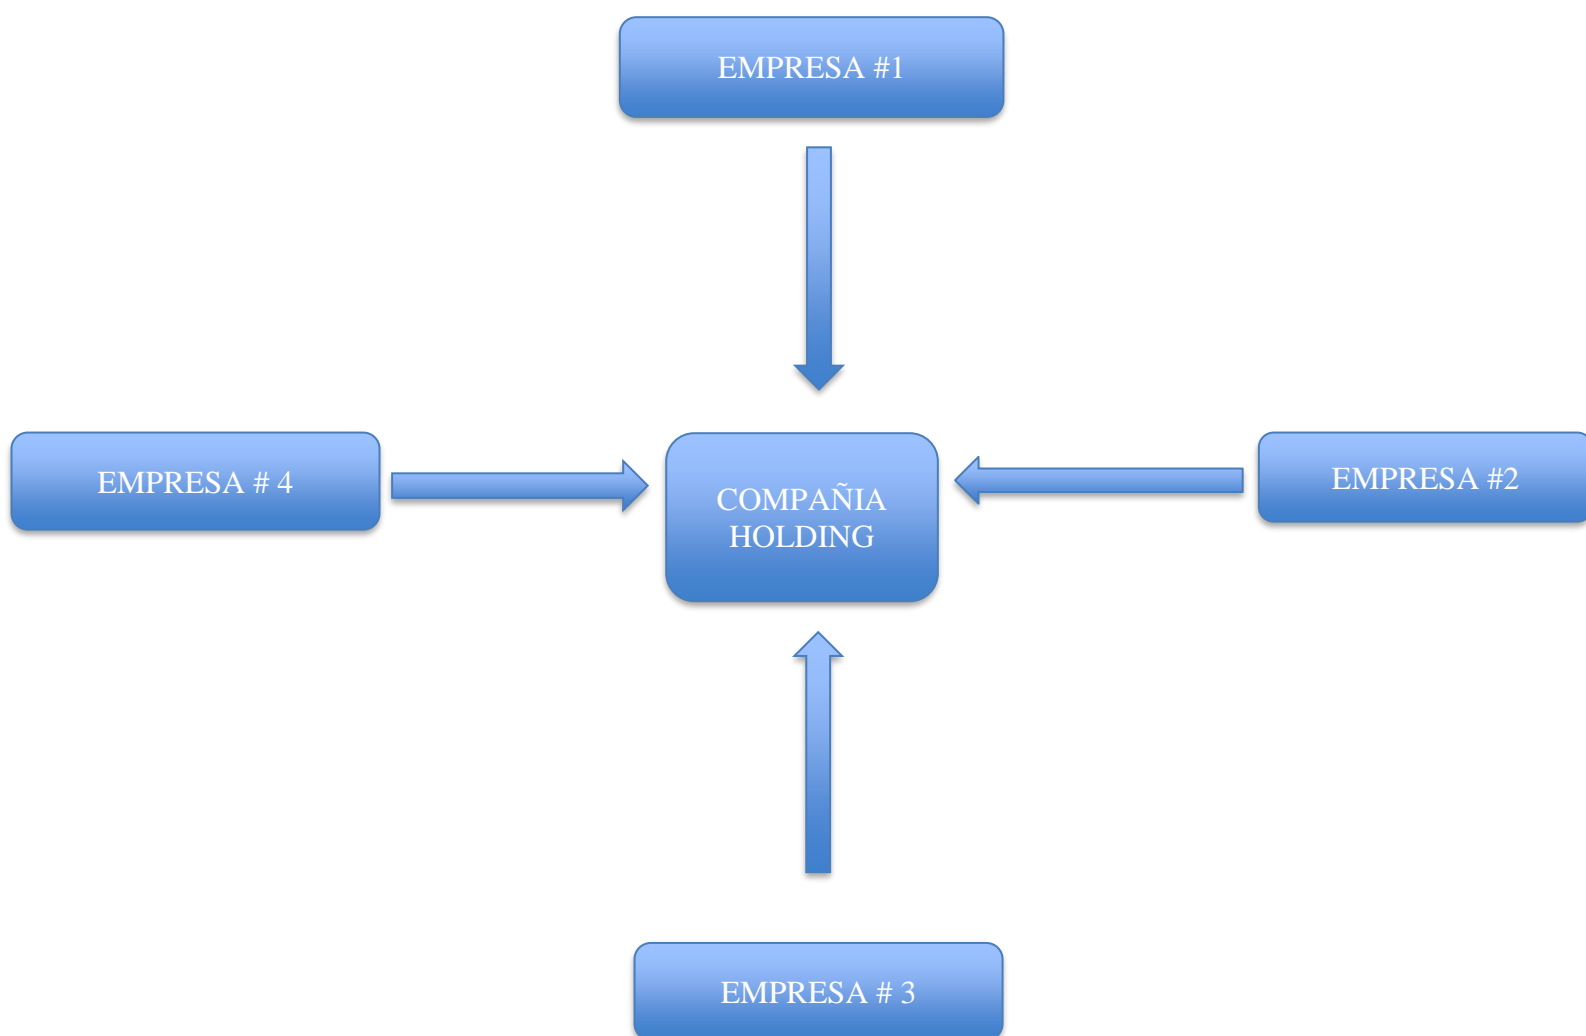 EMPRESA #1
EMPRESA # 4
COMPAÑIA
HOLDING
EMPRESA #2
EMPRESA # 3